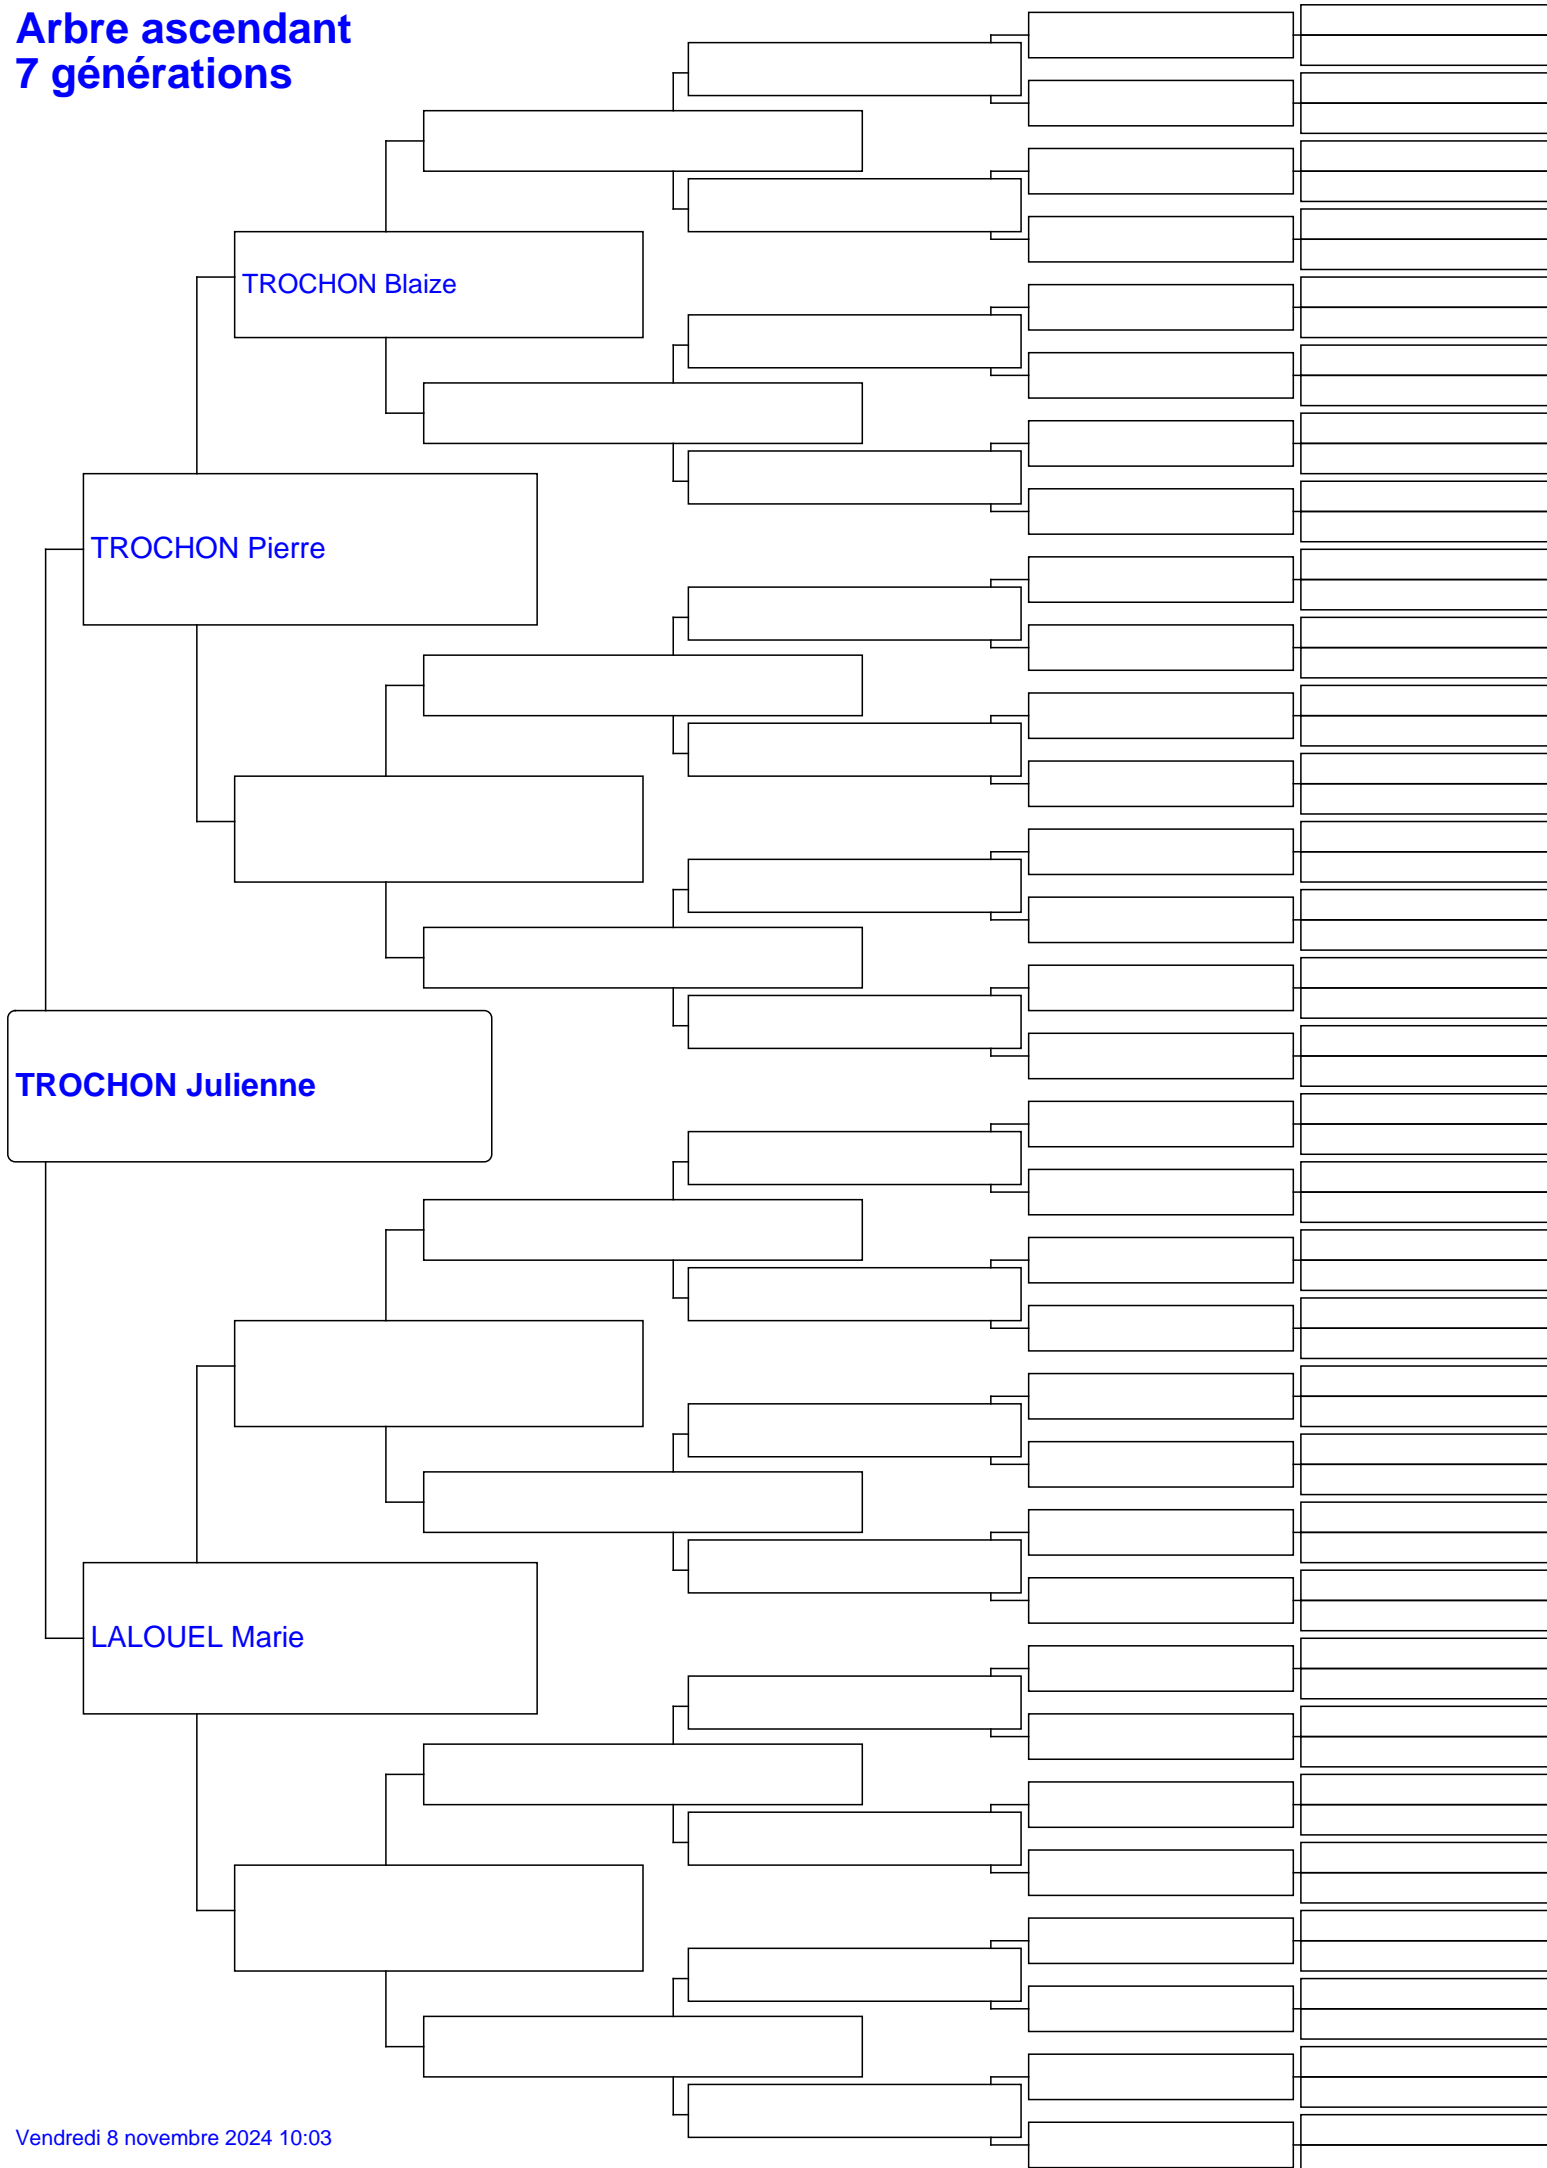 Arbre ascendant
7 générations
TROCHON Blaize
TROCHON Pierre
TROCHON Julienne
LALOUEL Marie
Vendredi 8 novembre 2024 10:03